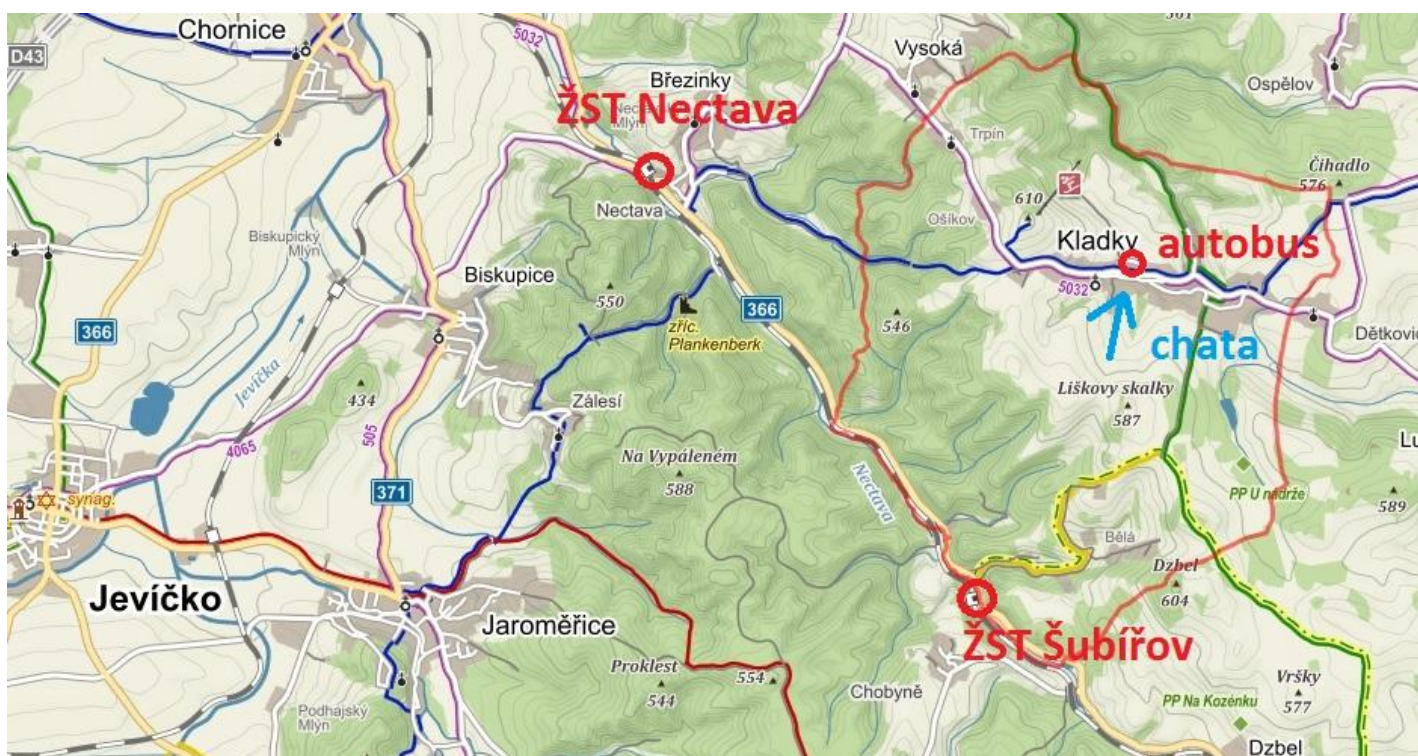 Chornice
D43
5032
Březinky
ŽST Nectava
Vysoká
Ospělov
Trpín
Čihadlo
576
Nectava
610
Ošíkov
Kladky
autobus
Biskupický
Mlýn
Biskupice
550
zříc.
Plankenberk
366
546
5032
chata
Dětkovic
366
Jevíčka
434
Zálesí
Liškovy skalky
587
4065
505
Na Vypáleném
588
Nectava
synag.
371
PP U nádrže
589
Bělá
Dzbel
604
Jevíčko
Jaroměřice
ŽST Šubířov
Proklest
544
554
Chobyně
Vršky
577
Podhajský
Mlýn
PP Na Kozénku
Dzbel